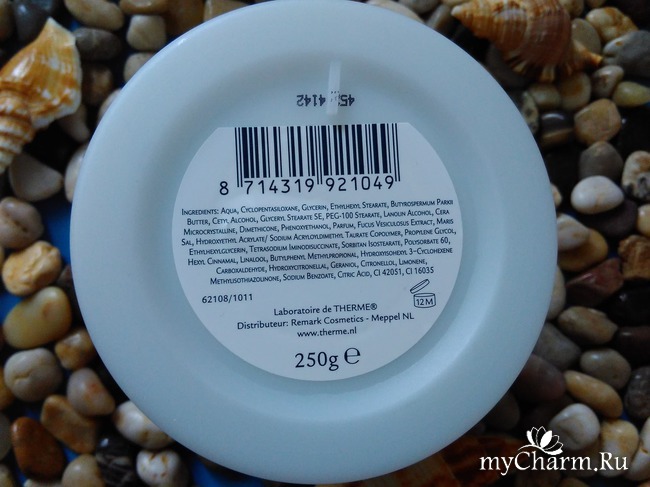 4142
8 714319 921049
INGREDIENTS: AQUA, CYCLOPENTASILOXANE, GLYCERIN, ETHYLHEXYL STEARATE, BUTYROSPERMUM PARKII
BUTTER, CETYL ALCOHOL, GLYCERYL STEARATE SE, PEG-100 STEARATE, LANOLIN ALCOHOL, CERA
MICROCRYSTALLINE, DIMETHICONE, PHENOXYETHANOL, PARFUM, FUCUS VESICULOSUS EXTRACT, MARIS
SAL, HYDROXYETHYL ACRYLATE/ SODIUM ACRYLOYLDIMETHYL TAURATE COPOLYMER, PROPYLENE GLYCOL,
ETHYLHEXYLGLYCERIN, TETRASODIUM IMINODISUCCINATE, SORBITAN ISOSTEARATE, POLYSORBATE 60,
HEXYL CINNAMAL, LINALOOL, BUTYLPHENYL METHYLPROPIONAL, HYDROXYISOHEXYL 3-CYCLOHEXENE
CARBOXALDEHYDE, HYDROXYCITRONELLAL, GERANIOL, CITRONELLOL, LIMONENE,
METHYLISOTHIAZOLINONE, SODIUM BENZOATE, CITRIC ACID, CI 42051, CI 16035
12M
62108/1011
Laboratoire de THERME®
Distributeur: Remark Cosmetics - Meppel NL
www.therme.nl
250g ℮
myCharm.Ru